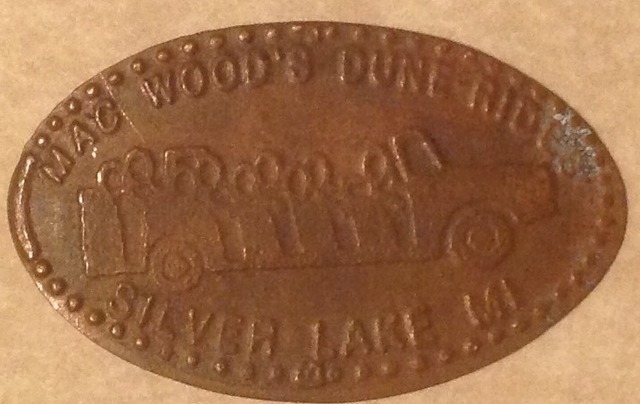 MAC WOOD'S DUNE RIDES
SILVER LAKE MI